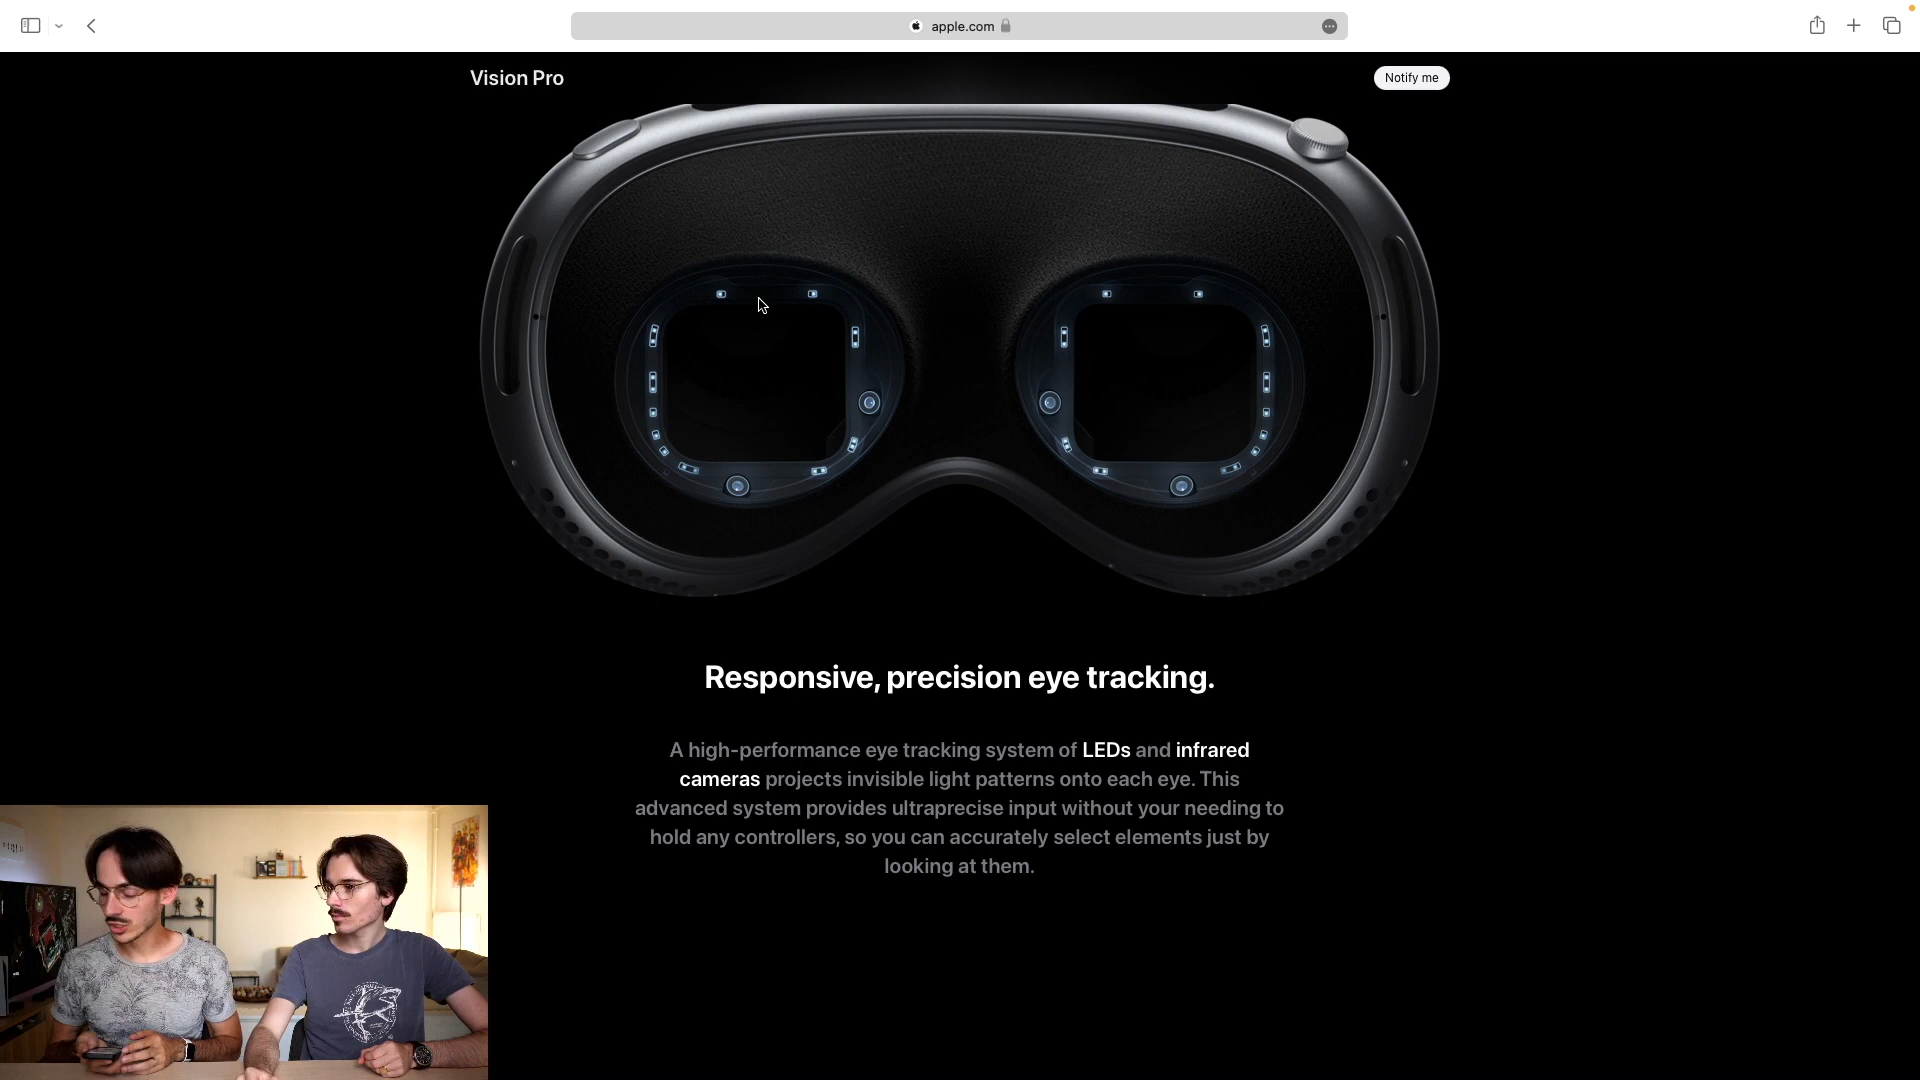 apple.com
Vision Pro
Notify me
Responsive, precision eye tracking.
A high-performance eye tracking system of LEDs and infrared
cameras projects invisible light patterns onto each eye. This
advanced system provides ultraprecise input without your needing to
hold any controllers, so you can accurately select elements just by
looking at them.